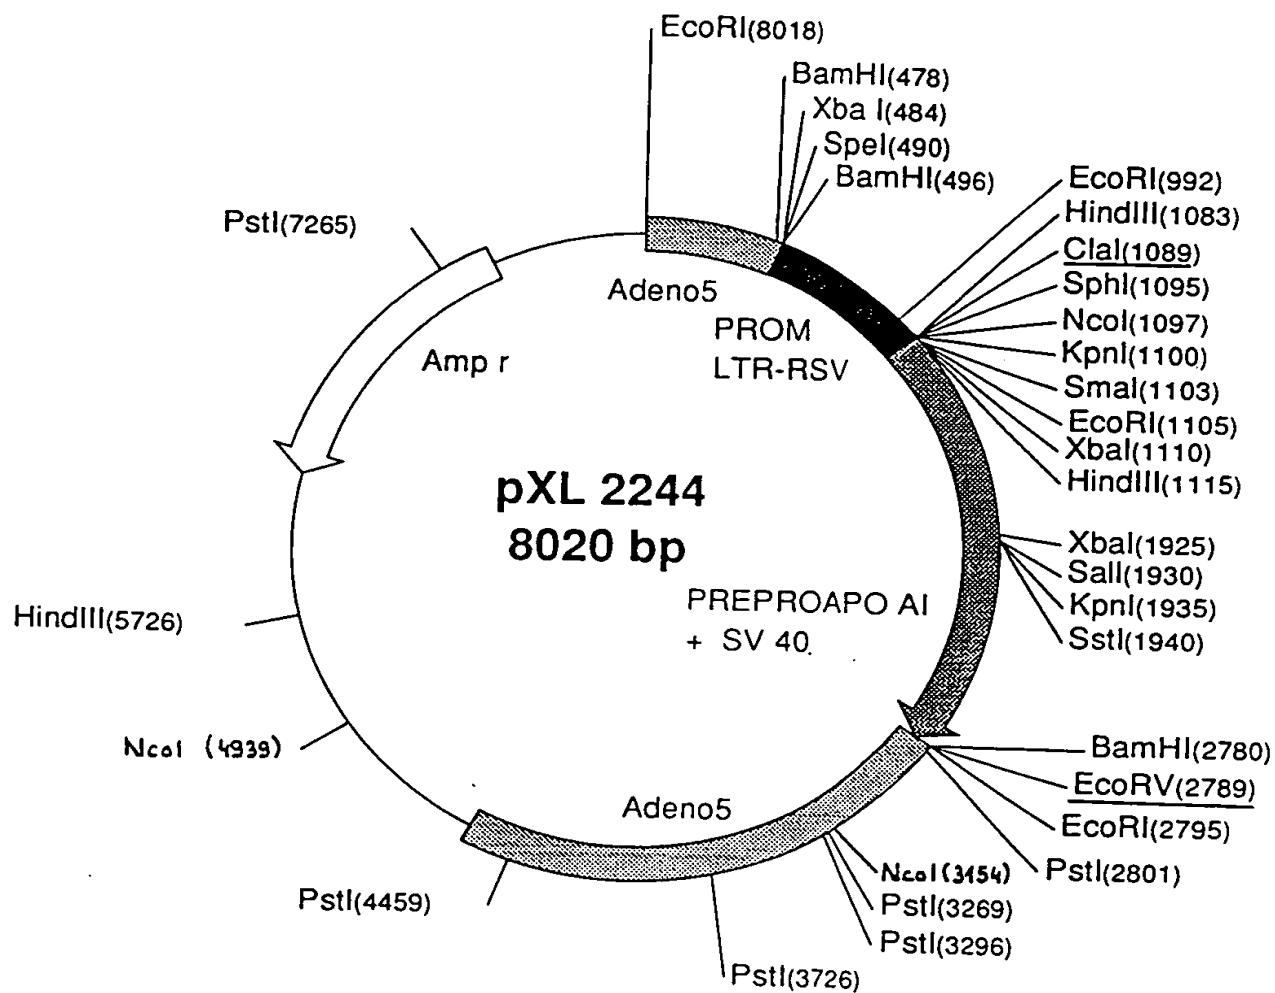 EcoRI(8018)
BamHI(478)
Xba I(484)
SpeI(490)
BamHI(496)
EcoRI(992)
HindIII(1083)
ClaI(1089)
SphI(1095)
NcoI(1097)
KpnI(1100)
SmaI(1103)
EcoRI(1105)
XbaI(1110)
HindIII(1115)
XbaI(1925)
SalI(1930)
KpnI(1935)
SstI(1940)
BamHI(2780)
EcoRV(2789)
EcoRI(2795)
PstI(2801)
NcoI(3154)
PstI(3269)
PstI(3296)
PstI(3726)
PstI(4459)
NcoI (4939)
HindIII(5726)
PstI(7265)
Adeno5
PROM
LTR-RSV
Amp r
pXL 2244
8020 bp
PREPROAPO AI
+ SV 40
Adeno5